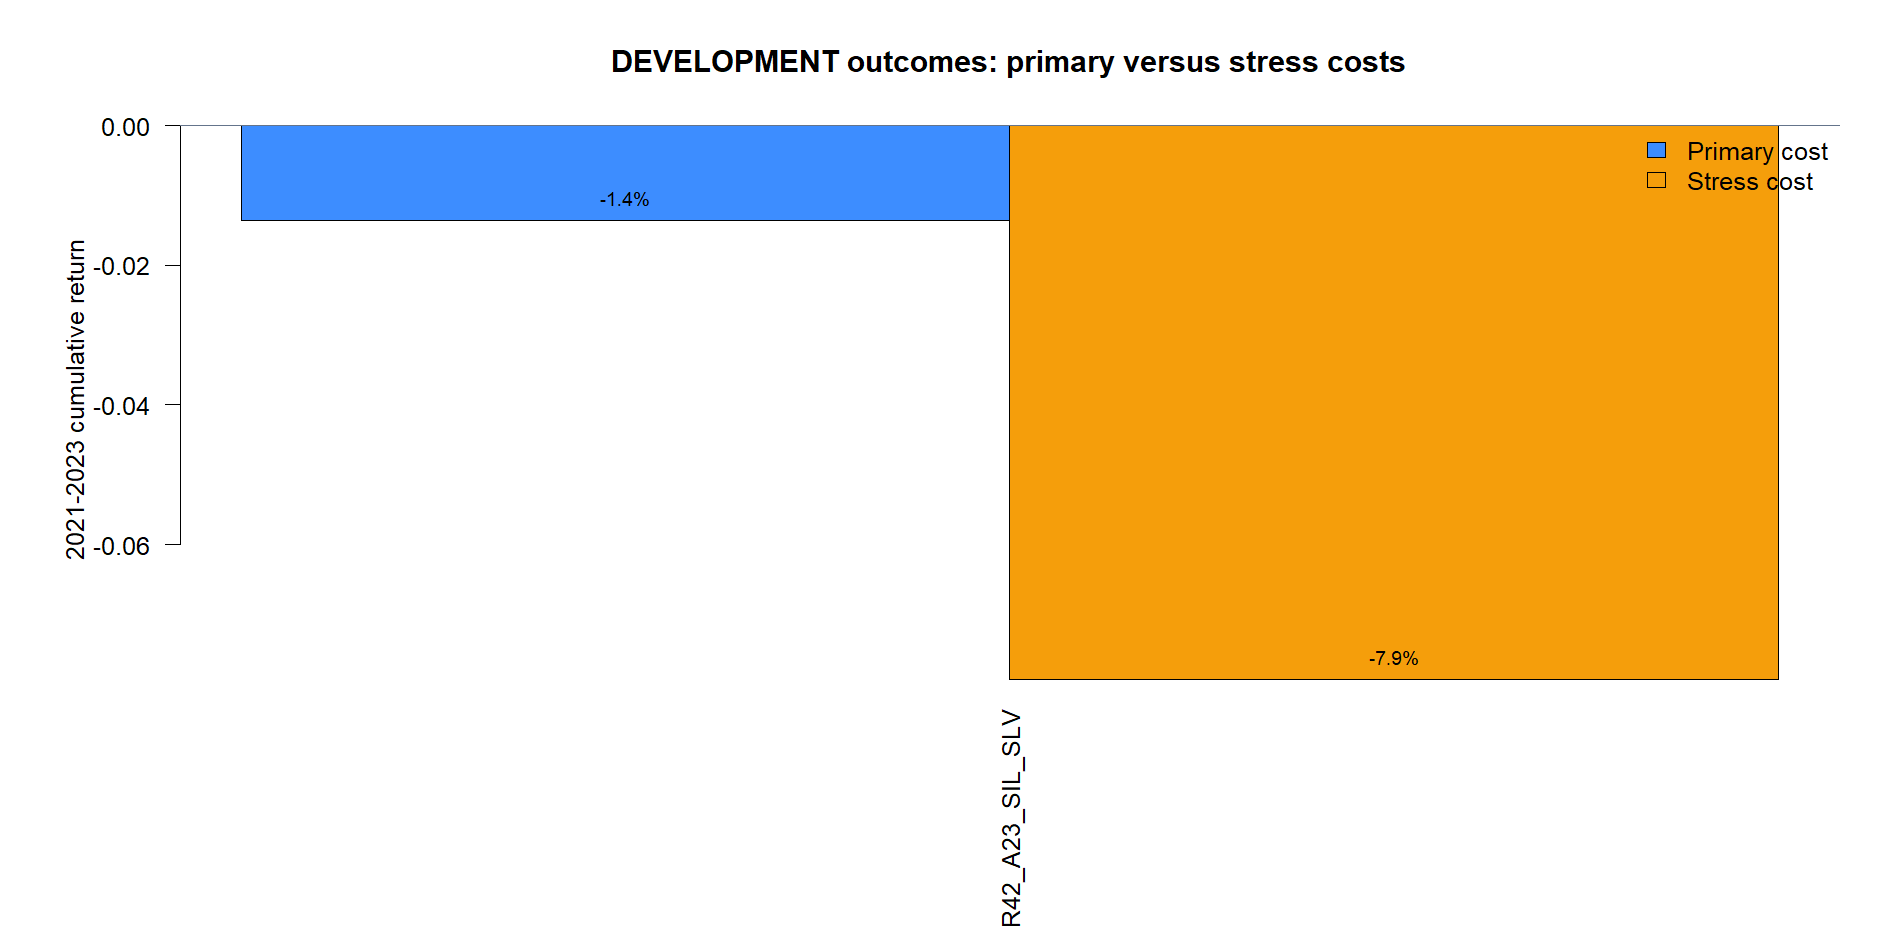 DEVELOPMENT outcomes: primary versus stress costs
0.00
-0.02
-0.04
-0.06
2021-2023 cumulative return
Primary cost
Stress cost
-1.4%
-7.9%
R42_A23_SIL_SLV